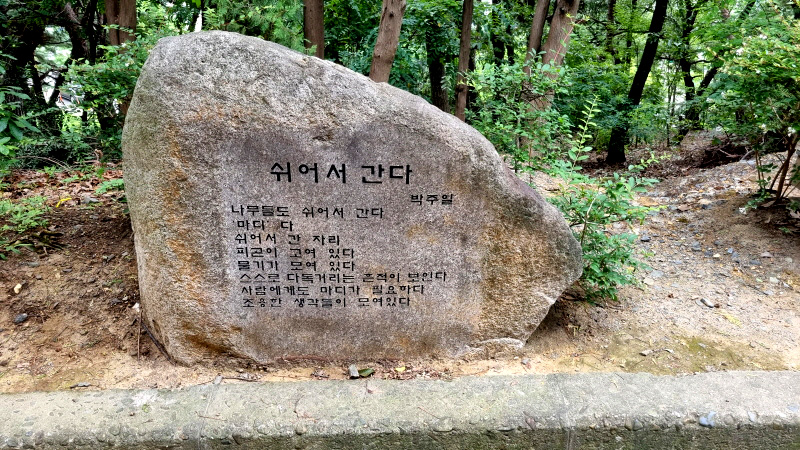 쉬어서 간다
박주일
나무들도 쉬어서 간다
마디 다
쉬어서 간 자리
피곤이 고여 있다
물기가 모여 있다
스스로 다독거리는 흔적이 보인다
사람에게도 마디가 필요하다
조용한 생각들이 모여있다